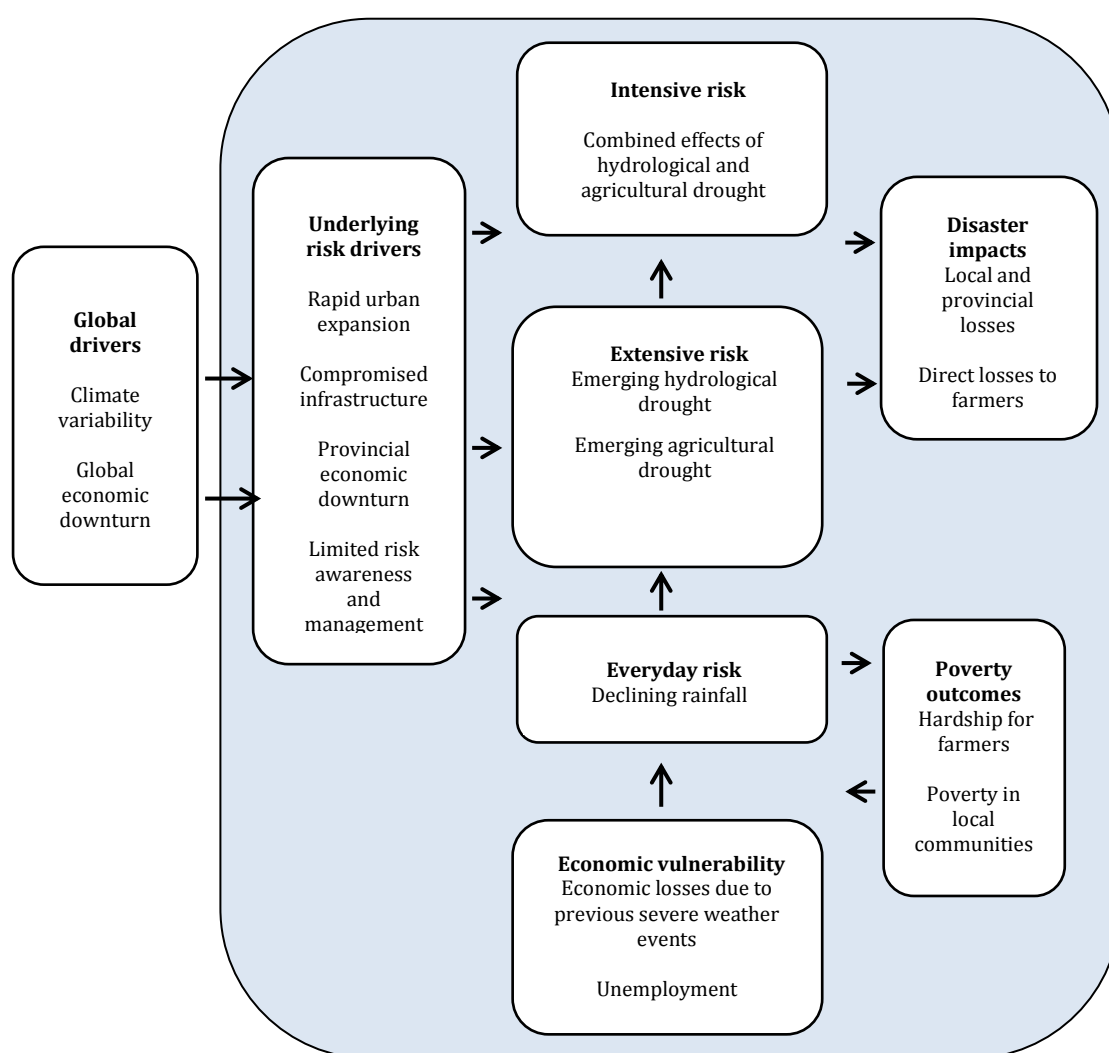 Global
drivers
Climate
variability
Global
economic
downturn
Underlying
risk drivers
Rapid urban
expansion
Compromised
infrastructure
Provincial
economic
downturn
Limited risk
awareness
and
management
Intensive risk
Combined effects of
hydrological and
agricultural drought
Extensive risk
Emerging hydrological
drought
Emerging agricultural
drought
Everyday risk
Declining rainfall
Economic vulnerability
Economic losses due to
previous severe weather
events
Unemployment
Disaster
impacts
Local and
provincial
losses
Direct losses to
farmers
Poverty
outcomes
Hardship for
farmers
Poverty in
local
communities